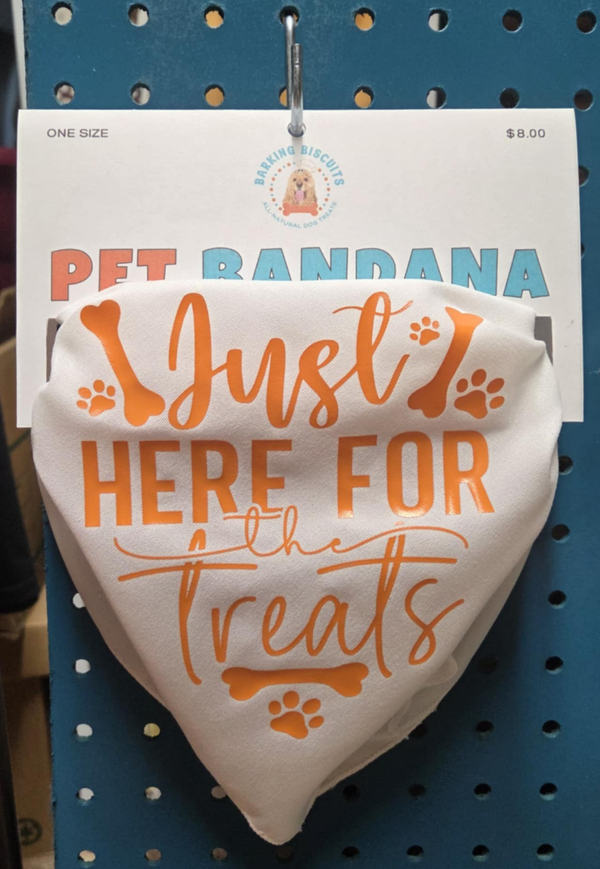 ONE SIZE
$8.00
BARKING BISCUITS
ALL-NATURAL DOG TREATS
PET BANDANA
Just
HERE FOR
the
Treats